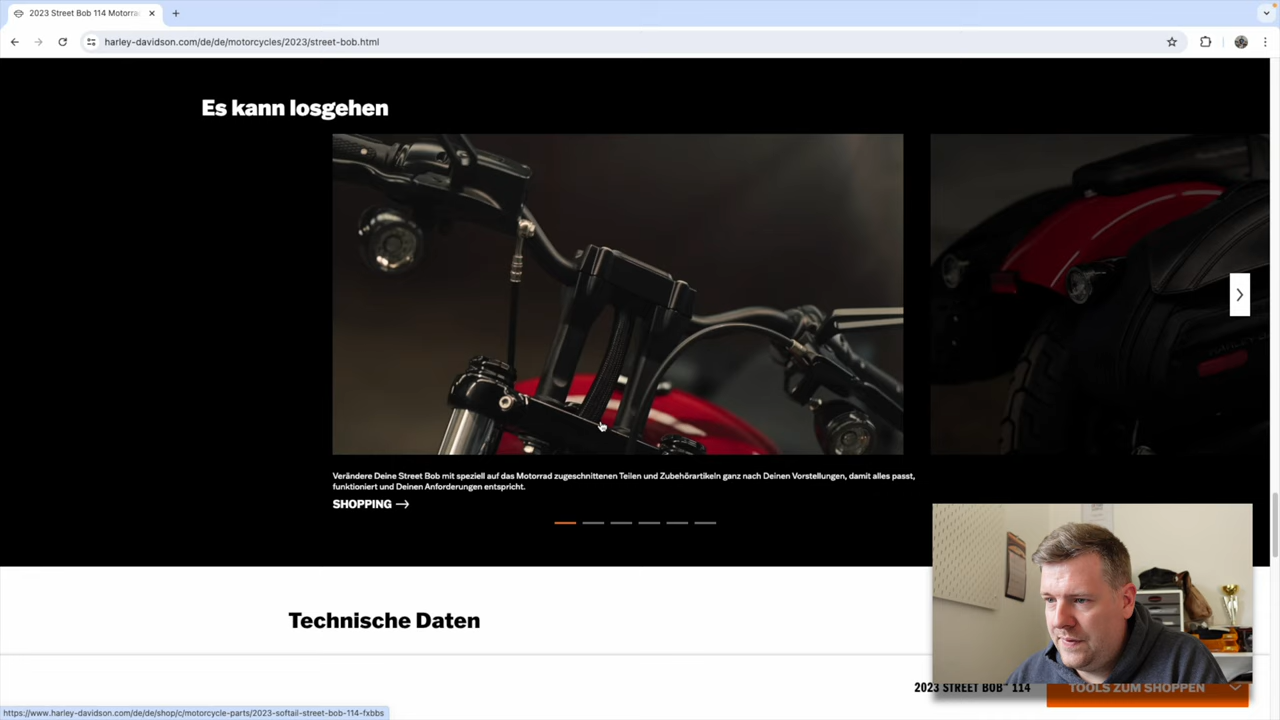 2023 Street Bob 114 Motorra
harley-davidson.com/de/de/motorcycles/2023/street-bob.html
Es kann losgehen
Verändere Deine Street Bob mit speziell auf das Motorrad zugeschnittenen Teilen und Zubehörartikeln ganz nach Deinen Vorstellungen, damit alles passt,
funktioniert und Deinen Anforderungen entspricht.
SHOPPING
Technische Daten
2023 STREET BOB™ 114
TOOLS ZUM SHOPPEN
https://www.harley-davidson.com/de/de/shop/c/motorcycle-parts/2023-softail-street-bob-114-fxbbs